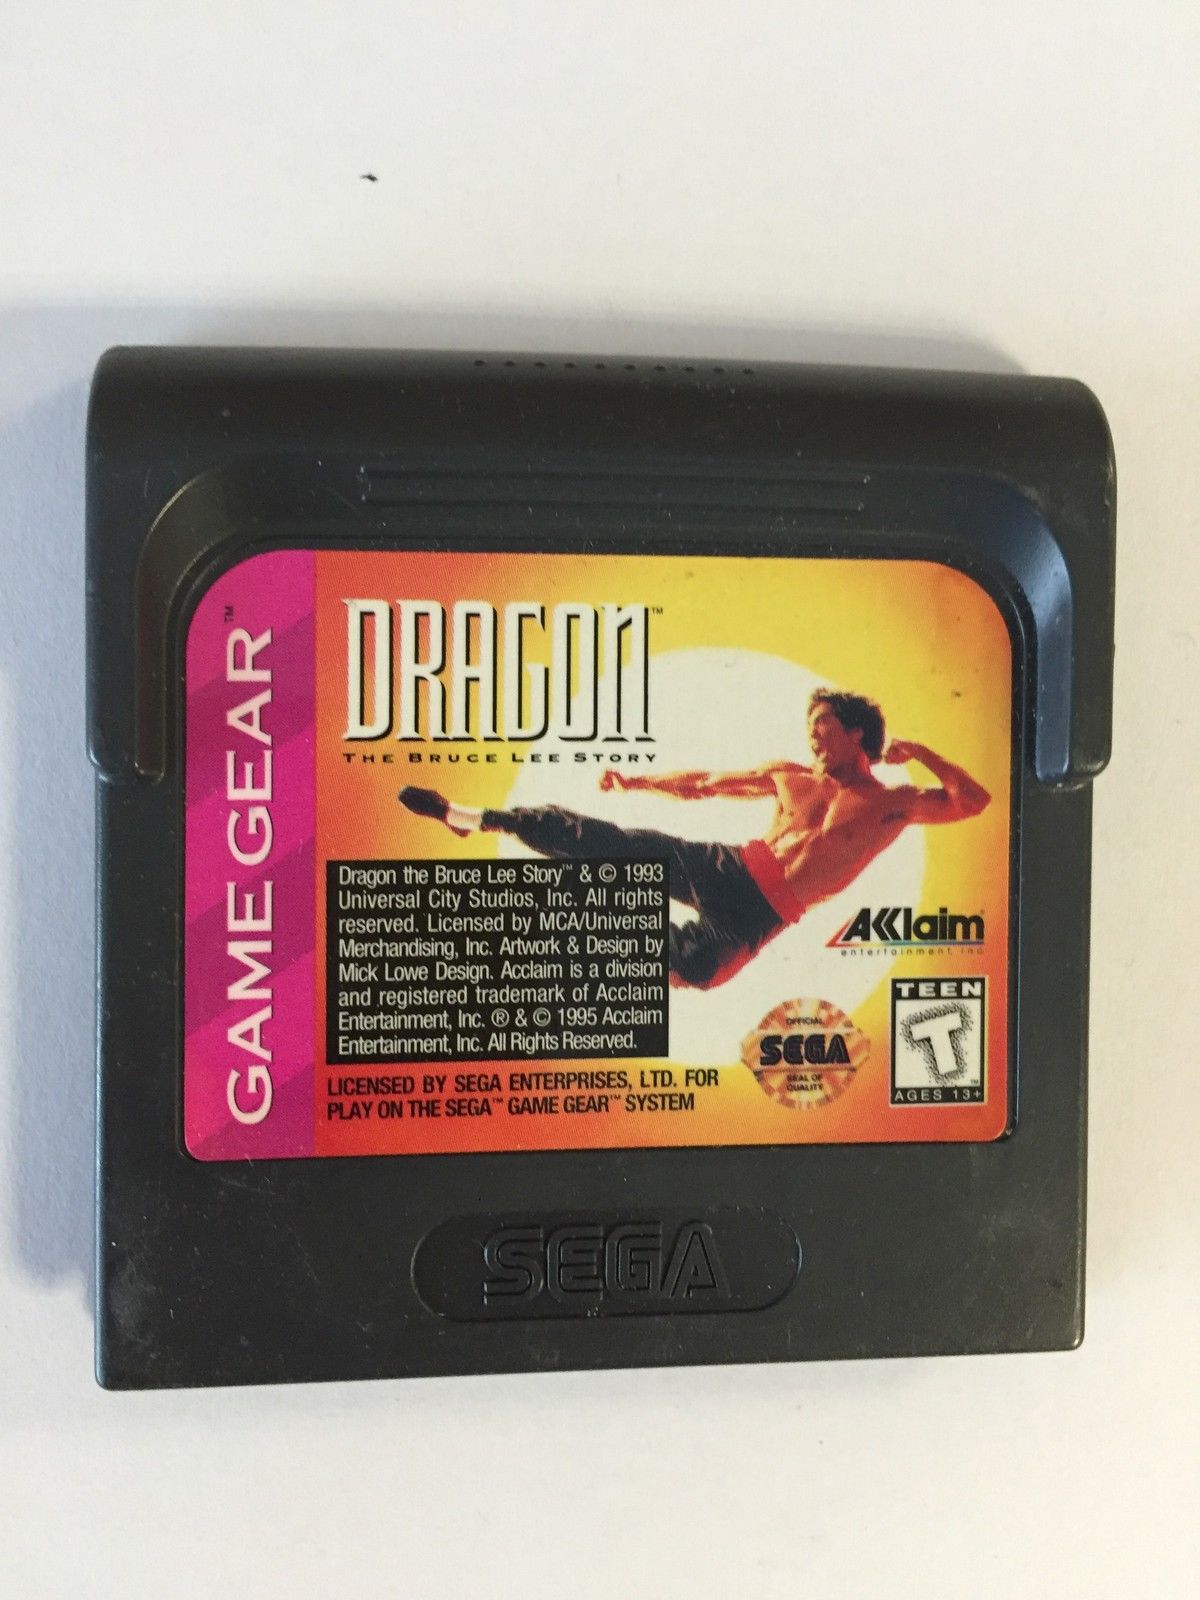 GAME GEAR™
DRAGON™
THE BRUCE LEE STORY
Dragon the Bruce Lee Story™ & © 1993
Universal City Studios, Inc. All rights
reserved. Licensed by MCA/Universal
Merchandising, Inc. Artwork & Design by
Mick Lowe Design. Acclaim is a division
and registered trademark of Acclaim
Entertainment, Inc. ® & © 1995 Acclaim
Entertainment, Inc. All Rights Reserved.
LICENSED BY SEGA ENTERPRISES, LTD. FOR
PLAY ON THE SEGA™ GAME GEAR™ SYSTEM
AKKlaim®
entertainment, inc.
OFFICIAL
SEGA
SEAL OF
QUALITY
TEEN
T™
AGES 13+
SEGA